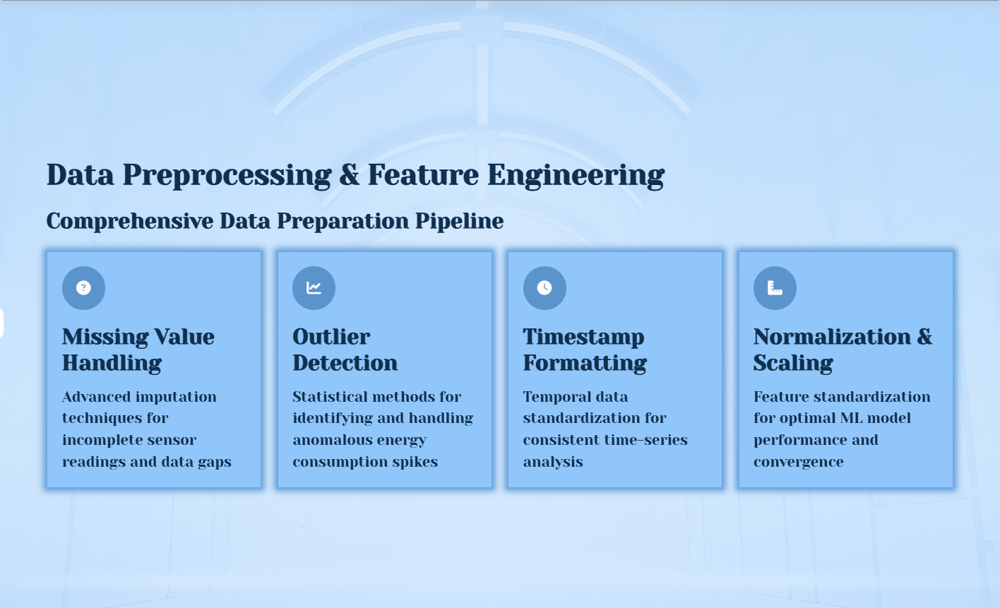 Data Preprocessing & Feature Engineering
Comprehensive Data Preparation Pipeline
Missing Value
Handling
Advanced imputation
techniques for
incomplete sensor
readings and data gaps
Outlier
Detection
Statistical methods for
identifying and handling
anomalous energy
consumption spikes
Timestamp
Formatting
Temporal data
standardization for
consistent time-series
analysis
Normalization &
Scaling
Feature standardization
for optimal ML model
performance and
convergence